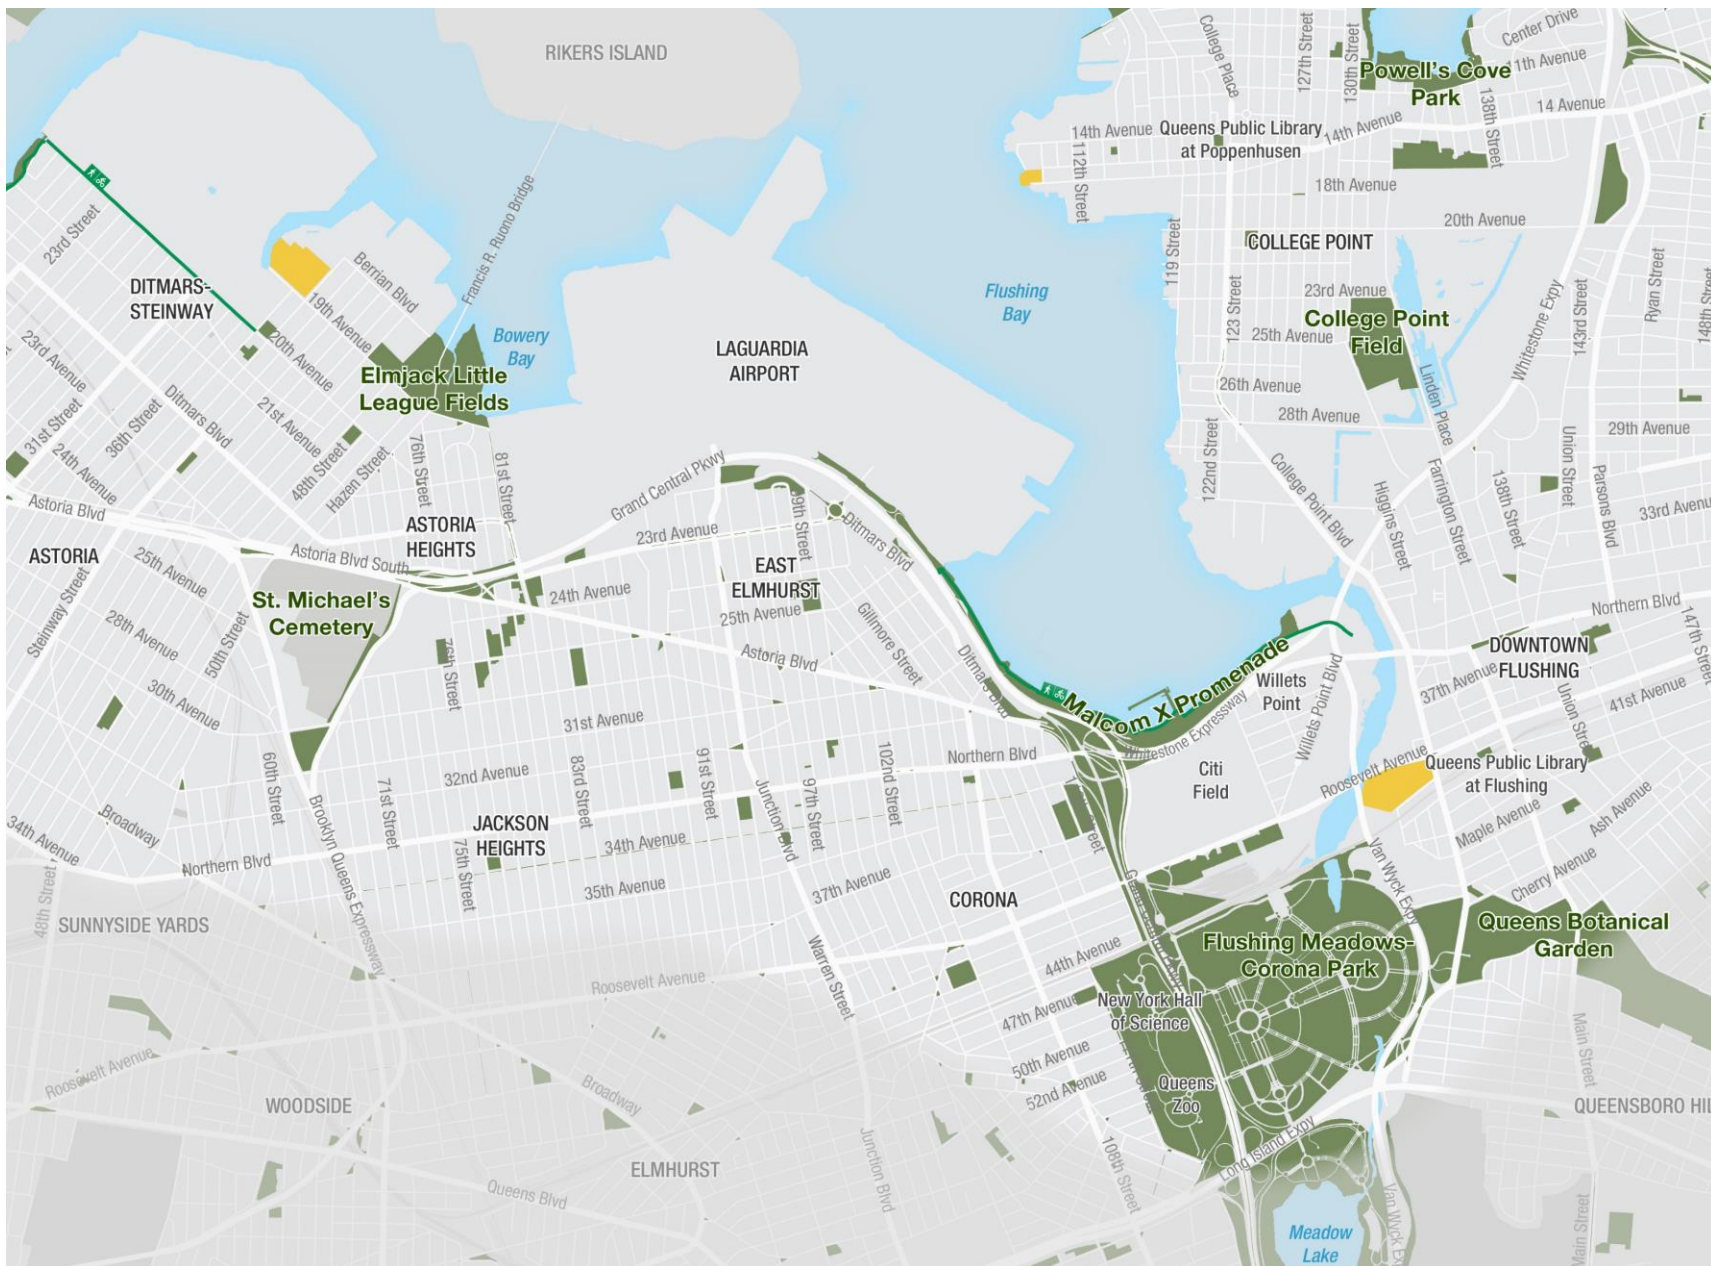 RIKERS ISLAND
College Place
127th Street
130th Street
Center Drive
11th Avenue
Powell's Cove
Park
138th Street
14 Avenue
14th Avenue
Queens Public Library
at Poppenhusen
14th Avenue
112th Street
18th Avenue
20th Avenue
23rd Street
Francis R. Ruono Bridge
Berrian Blvd
119 Street
COLLEGE POINT
Ryan Street
148th Street
Whitestone Expy
143rd Street
DITMARS-
STEINWAY
19th Avenue
20th Avenue
Bowery
Bay
Flushing
Bay
123 Street
23rd Avenue
College Point
Field
25th Avenue
LAGUARDIA
AIRPORT
23rd Avenue
Ditmars Blvd
Elmjack Little
League Fields
26th Avenue
28th Avenue
Linden Place
31st Street
36th Street
21st Avenue
48th Street
76th Street
Hazen Street
81st Street
24th Avenue
122nd Street
College Point Blvd
Union Street
29th Avenue
Parsons Blvd
138th Street
Farrington Street
Higgins Street
33rd Avenue
Astoria Blvd
Grand Central Pkwy
89th Street
Ditmars Blvd
23rd Avenue
ASTORIA
HEIGHTS
Astoria Blvd South
ASTORIA
25th Avenue
EAST
ELMHURST
24th Avenue
25th Avenue
St. Michael's
Cemetery
Steinway Street
28th Avenue
50th Street
Gillmore Street
Northern Blvd
147th Street
DOWNTOWN
FLUSHING
Astoria Blvd
Ditmars Blvd
76th Street
30th Avenue
Malcom X Promenade
Willets
Point
Willets Point Blvd
37th Avenue
Union Street
41st Avenue
31st Avenue
Whitestone Expressway
Northern Blvd
32nd Avenue
60th Street
71st Street
83rd Street
91st Street
Junction Blvd
97th Street
102nd Street
Citi
Field
Roosevelt Avenue
Queens Public Library
at Flushing
Brooklyn Queens Expressway
Broadway
34th Avenue
JACKSON
HEIGHTS
75th Street
34th Avenue
Maple Avenue
Ash Avenue
Northern Blvd
35th Avenue
37th Avenue
CORONA
Van Wyck Expy
Cherry Avenue
48th Street
SUNNYSIDE YARDS
Warren Street
44th Avenue
Flushing Meadows-
Corona Park
Queens Botanical
Garden
Roosevelt Avenue
New York Hall
of Science
47th Avenue
Main Street
50th Avenue
52nd Avenue
Queens
Zoo
Roosevelt Avenue
Broadway
WOODSIDE
QUEENSBORO HIL
ELMHURST
Junction Blvd
108th Street
Long Island Expy
Queens Blvd
Van Wyck Ex
Main Street
Meadow
Lake